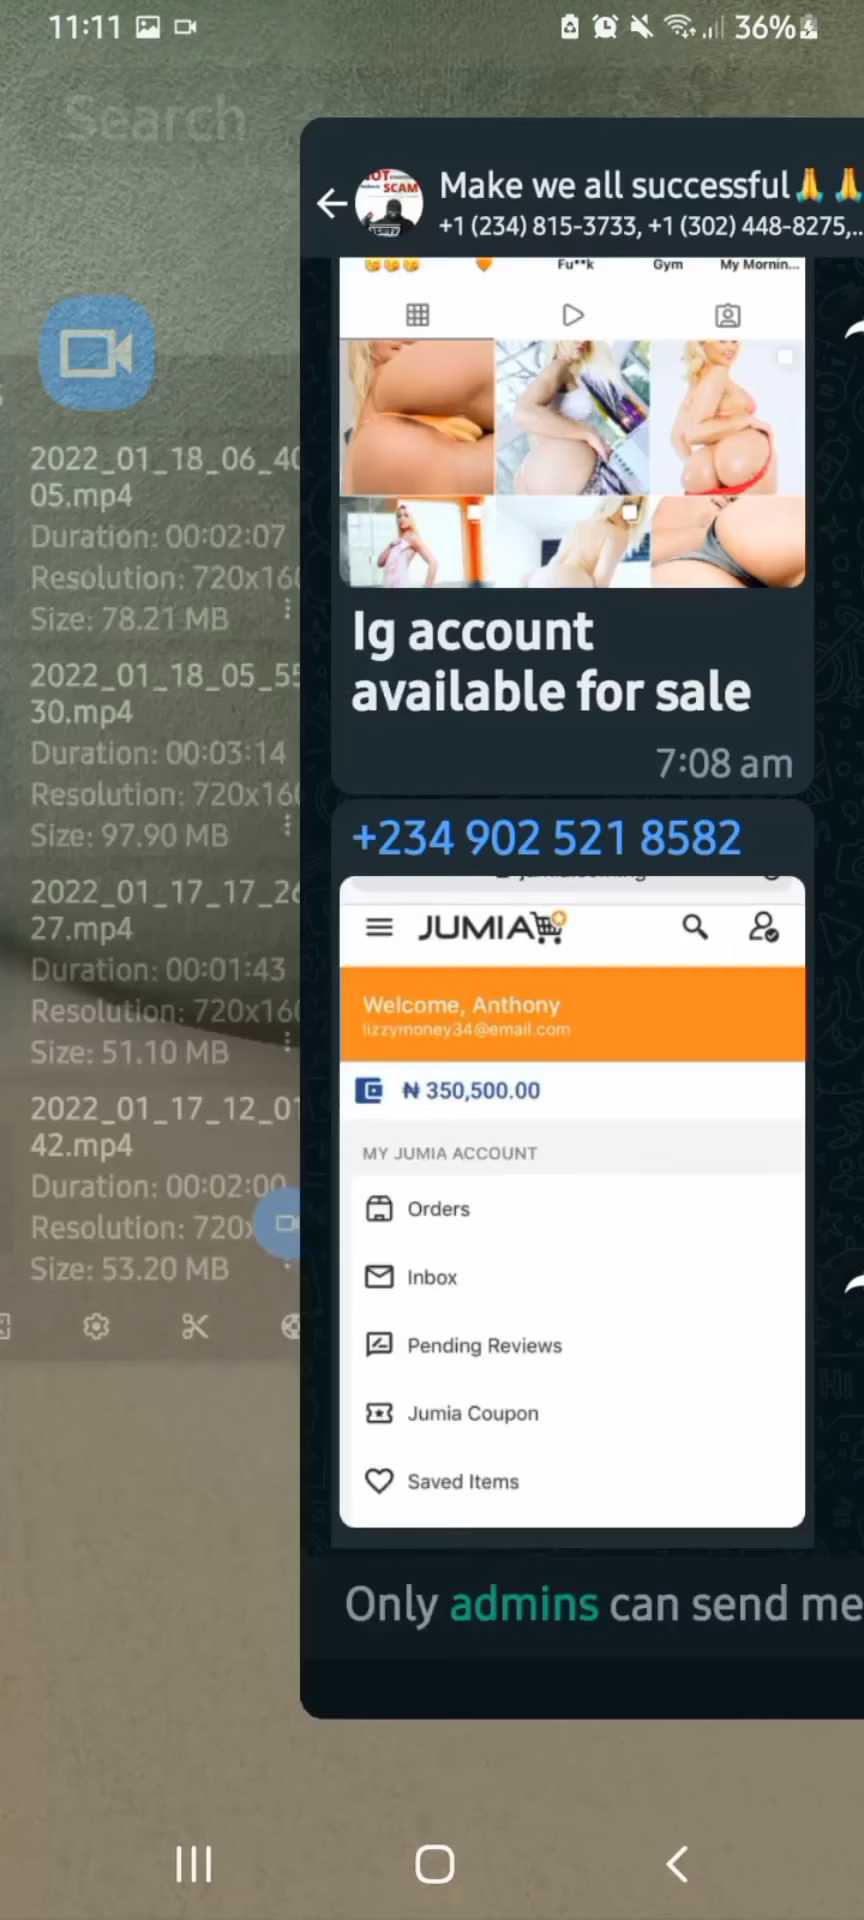 11:11
36%
Search
Make we all successful🙏🙏
+1 (234) 815-3733, +1 (302) 448-8275,..
SCAM
Fu**k
Gym
My Mornin...
Ig account
available for sale
7:08 am
+234 902 521 8582
JUMIA
Welcome, Anthony
lizzymoney34@email.com
₦ 350,500.00
MY JUMIA ACCOUNT
Orders
Inbox
Pending Reviews
Jumia Coupon
Saved Items
Only admins can send me
2022_01_18_06_40
05.mp4
Duration: 00:02:07
Resolution: 720x160
Size: 78.21 MB
2022_01_18_05_55
30.mp4
Duration: 00:03:14
Resolution: 720x160
Size: 97.90 MB
2022_01_17_17_26
27.mp4
Duration: 00:01:43
Resolution: 720x160
Size: 51.10 MB
2022_01_17_12_01
42.mp4
Duration: 00:02:00
Resolution: 720x
Size: 53.20 MB